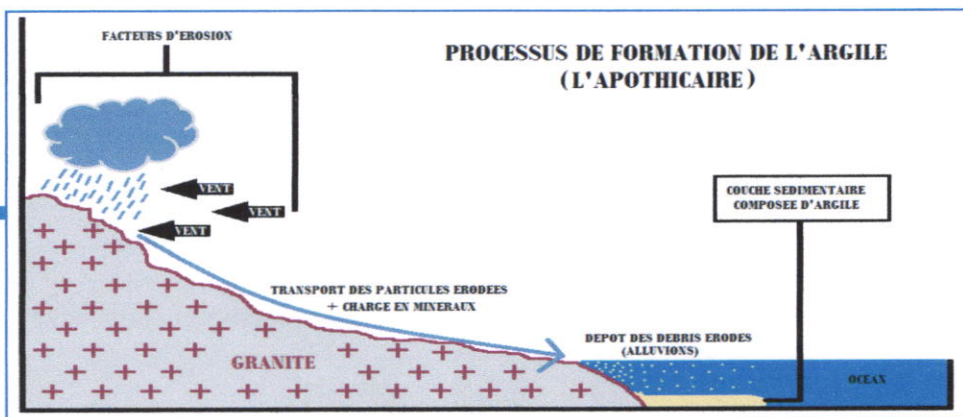 FACTEURS D'EROSION
PROCESSUS DE FORMATION DE L'ARGILE
(L'APOTHICAIRE)
VENT
VENT
VENT
COUCHE SEDIMENTAIRE
COMPOSEE D'ARGILE
TRANSPORT DES PARTICULES ERODEES
+ CHARGE EN MINERAUX
DEPOT DES DEBRIS ERODES
(ALLUVIONS)
GRANITE
OCEAN